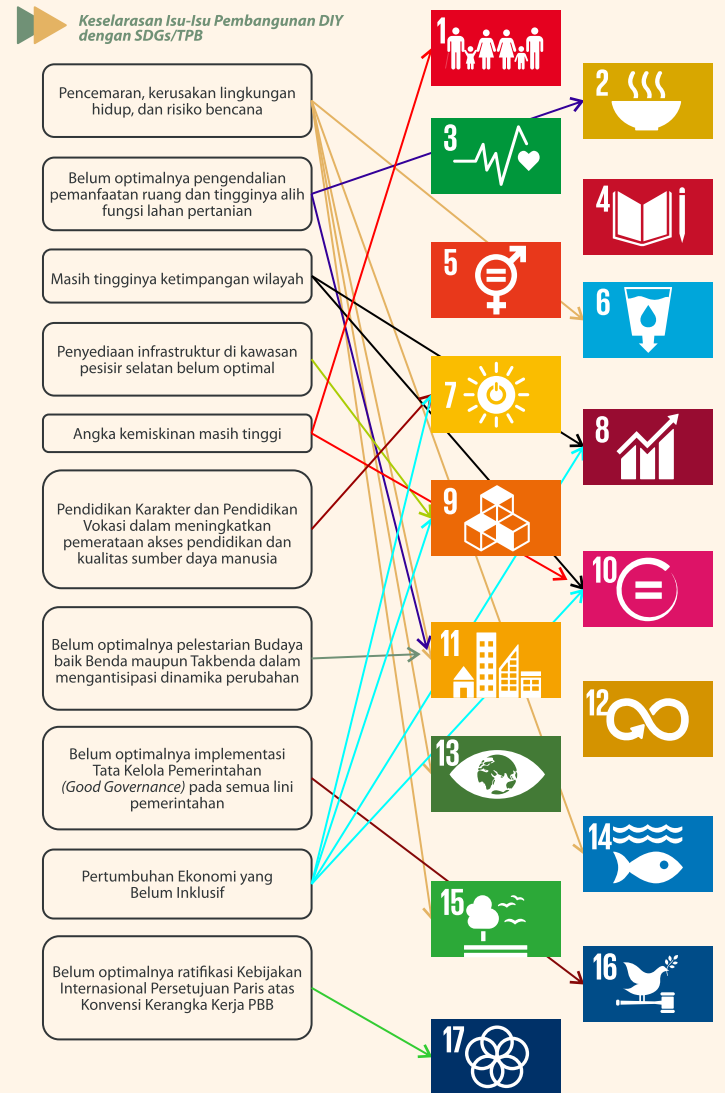 Keselarasan Isu-Isu Pembangunan DIY
dengan SDGs/TPB
Pencemaran, kerusakan lingkungan
hidup, dan risiko bencana
Belum optimalnya pengendalian
pemanfaatan ruang dan tingginya alih
fungsi lahan pertanian
Masih tingginya ketimpangan wilayah
Penyediaan infrastruktur di kawasan
pesisir selatan belum optimal
Angka kemiskinan masih tinggi
Pendidikan Karakter dan Pendidikan
Vokasi dalam meningkatkan
pemerataan akses pendidikan dan
kualitas sumber daya manusia
Belum optimalnya pelestarian Budaya
baik Benda maupun Takbenda dalam
mengantisipasi dinamika perubahan
Belum optimalnya implementasi
Tata Kelola Pemerintahan
(Good Governance) pada semua lini
pemerintahan
Pertumbuhan Ekonomi yang
Belum Inklusif
Belum optimalnya ratifikasi Kebijakan
Internasional Persetujuan Paris atas
Konvensi Kerangka Kerja PBB
1
2
3
4
5
6
7
8
9
10
11
12
13
14
15
16
17